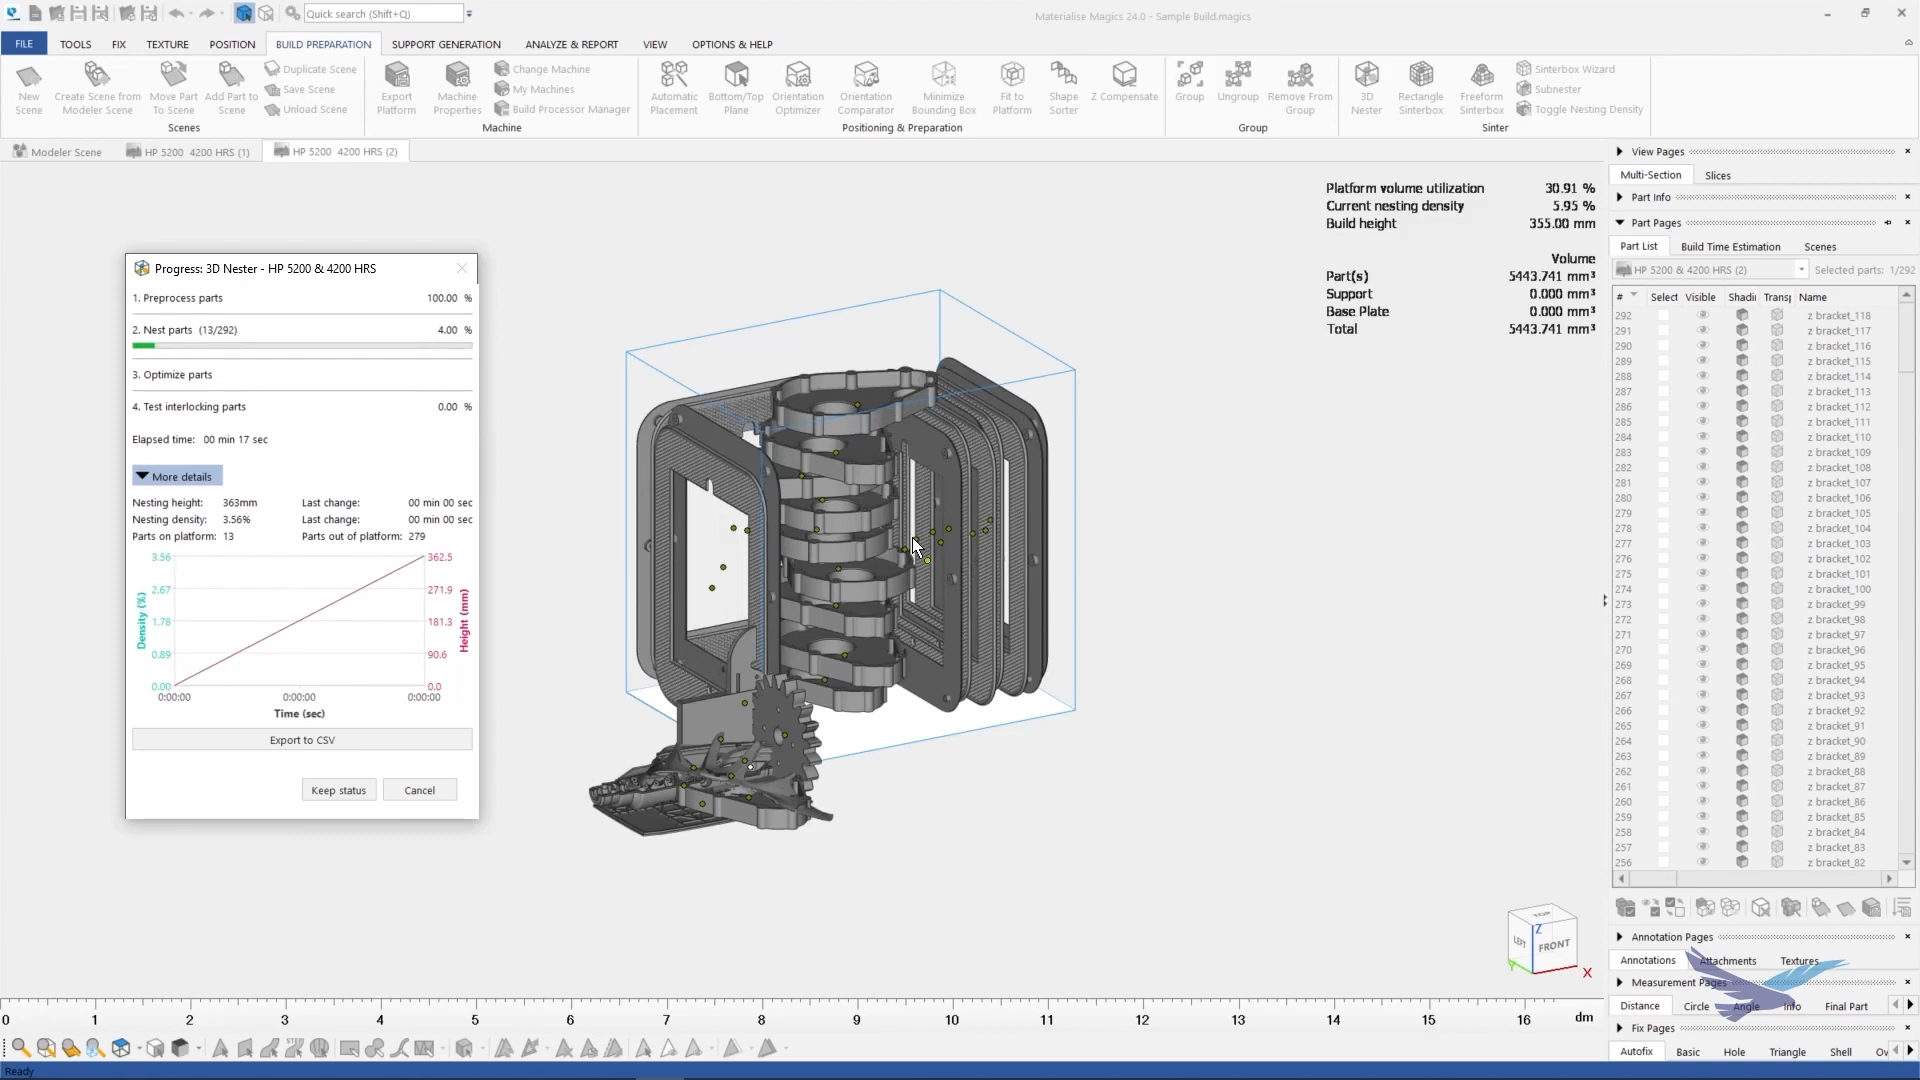 Quick search (Shift+Q)
Materialise Magics 24.0 - Sample Build.magics
FILE TOOLS FIX TEXTURE POSITION BUILD PREPARATION SUPPORT GENERATION ANALYZE & REPORT VIEW OPTIONS & HELP
New Scene
Create Scene from Modeler Scene
Move Part To Scene
Add Part to Scene
Duplicate Scene
Save Scene
Unload Scene
Scenes
Export Platform
Machine Properties
Change Machine
My Machines
Build Processor Manager
Machine
Automatic Placement
Bottom/Top Plane
Orientation Optimizer
Orientation Comparator
Minimize Bounding Box
Fit to Platform
Shape Sorter
Z Compensate
Positioning & Preparation
Group
Ungroup
Remove From Group
Group
3D Nester
Rectangle Sinterbox
Freeform Sinterbox
Sinterbox Wizard
Subnester
Toggle Nesting Density
Sinter
Modeler Scene
HP 5200 4200 HRS (1)
HP 5200 4200 HRS (2)
Platform volume utilization 30.91 %
Current nesting density 5.95 %
Build height 355.00 mm
Volume
Part(s) 5443.741 mm³
Support 0.000 mm³
Base Plate 0.000 mm³
Total 5443.741 mm³
Progress: 3D Nester - HP 5200 & 4200 HRS
1. Preprocess parts 100.00 %
2. Nest parts (13/292) 4.00 %
3. Optimize parts
4. Test interlocking parts 0.00 %
Elapsed time: 00 min 17 sec
More details
Nesting height: 363mm Last change: 00 min 00 sec
Nesting density: 3.56% Last change: 00 min 00 sec
Parts on platform: 13 Parts out of platform: 279
3.56 362.5
2.67 271.9
1.78 181.3
0.89 90.6
0.00 0.0
Density (%)
Height (mm)
0:00:00 0:00:00 0:00:00
Time (sec)
Export to CSV
Keep status Cancel
TOP
LEFT
FRONT
Z
Y
X
0 1 2 3 4 5 6 7 8 9 10 11 12 13 14 15 16 dm
Ready
View Pages
Multi-Section Slices
Part Info
Part Pages
Part List Build Time Estimation Scenes
HP 5200 & 4200 HRS (2) Selected parts: 1/292
# Select Visible Shadi Transp Name
292 z bracket_118
291 z bracket_117
290 z bracket_116
289 z bracket_115
288 z bracket_114
287 z bracket_113
286 z bracket_112
285 z bracket_111
284 z bracket_110
283 z bracket_109
282 z bracket_108
281 z bracket_107
280 z bracket_106
279 z bracket_105
278 z bracket_104
277 z bracket_103
276 z bracket_102
275 z bracket_101
274 z bracket_100
273 z bracket_99
272 z bracket_98
271 z bracket_97
270 z bracket_96
269 z bracket_95
268 z bracket_94
267 z bracket_93
266 z bracket_92
265 z bracket_91
264 z bracket_90
263 z bracket_89
262 z bracket_88
261 z bracket_87
260 z bracket_86
259 z bracket_85
258 z bracket_84
257 z bracket_83
256 z bracket_82
Annotation Pages
Annotations Attachments Textures
Measurement Pages
Distance Circle Angle Info Final Part
Fix Pages
Autofix Basic Hole Triangle Shell Ov